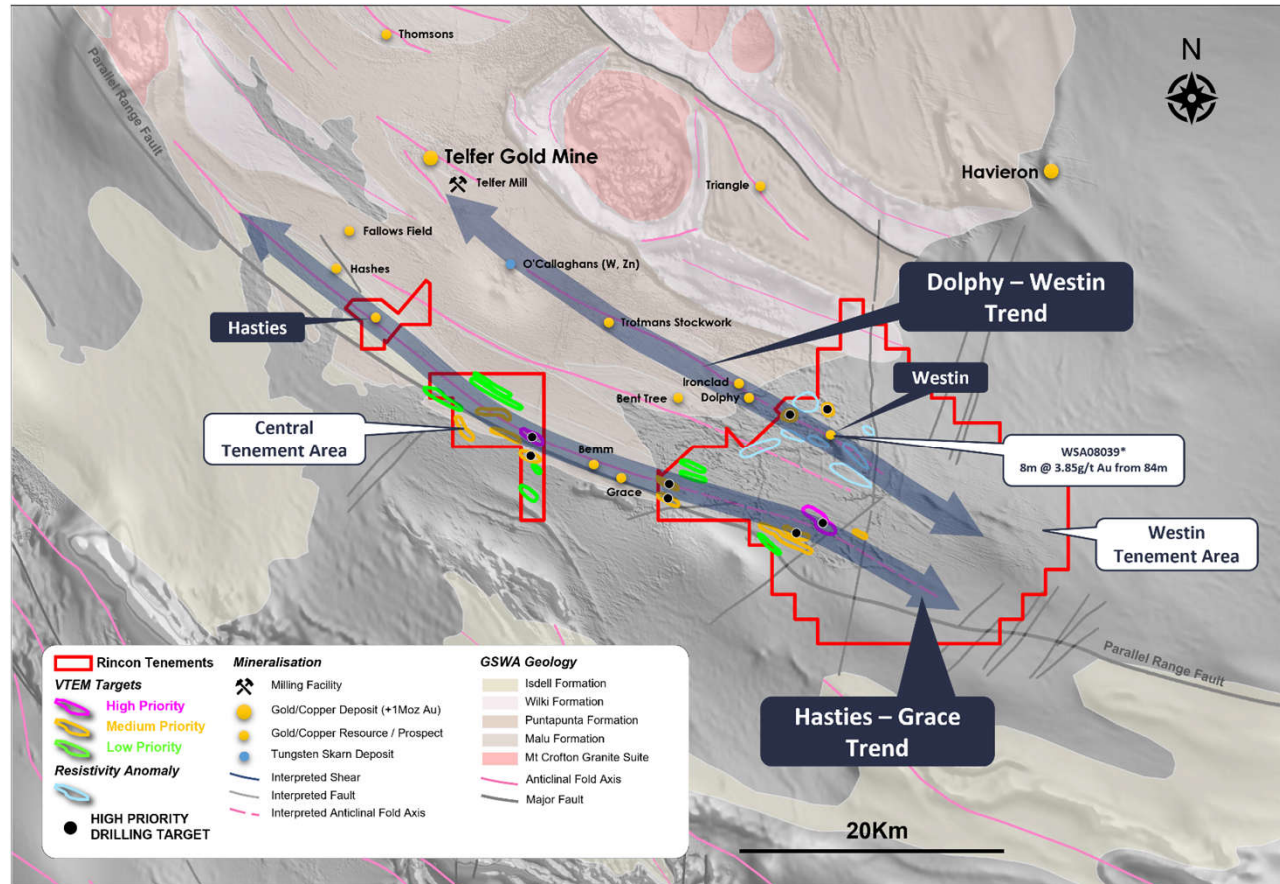 Thomsons
N
Parallel Range Fault
Telfer Gold Mine
Telfer Mill
Havieron
Triangle
Fallows Field
O'Callaghans (W, Zn)
Hashes
Dolphy – Westin
Trend
Hasties
Trotmans Stockwork
Westin
Ironclad
Bent Tree
Dolphy
Central
Tenement Area
WSA08039*
8m @ 3.85g/t Au from 84m
Bemm
Grace
Westin
Tenement Area
Parallel Range Fault
Hasties – Grace
Trend
Rincon Tenements
VTEM Targets
High Priority
Medium Priority
Low Priority
Resistivity Anomaly
HIGH PRIORITY
DRILLING TARGET
Mineralisation
Milling Facility
Gold/Copper Deposit (+1Moz Au)
Gold/Copper Resource / Prospect
Tungsten Skarn Deposit
Interpreted Shear
Interpreted Fault
Interpreted Anticlinal Fold Axis
GSWA Geology
Isdell Formation
Wilki Formation
Puntapunta Formation
Malu Formation
Mt Crofton Granite Suite
Anticlinal Fold Axis
Major Fault
20Km